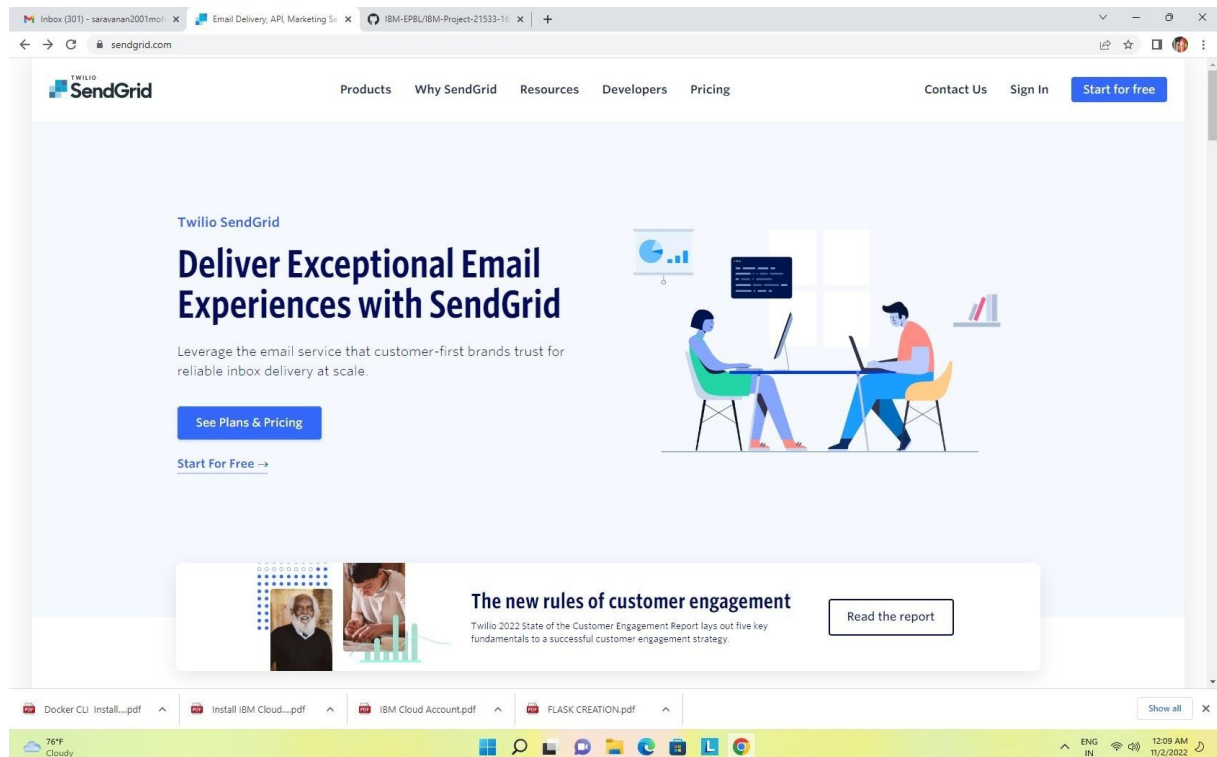 Inbox (301) - saravanan2001moh
Email Delivery, API, Marketing Se
IBM-EPBL/IBM-Project-21533-16
sendgrid.com
TWILIO
SendGrid
Products Why SendGrid Resources Developers Pricing
Contact Us Sign In Start for free
Twilio SendGrid
Deliver Exceptional Email
Experiences with SendGrid
Leverage the email service that customer-first brands trust for
reliable inbox delivery at scale.
See Plans & Pricing
Start For Free →
The new rules of customer engagement
Twilio 2022 State of the Customer Engagement Report lays out five key
fundamentals to a successful customer engagement strategy.
Read the report
Docker CLI Install....pdf
Install IBM Cloud....pdf
IBM Cloud Account.pdf
FLASK CREATION.pdf
Show all
76°F
Cloudy
ENG
IN
12:09 AM
11/2/2022